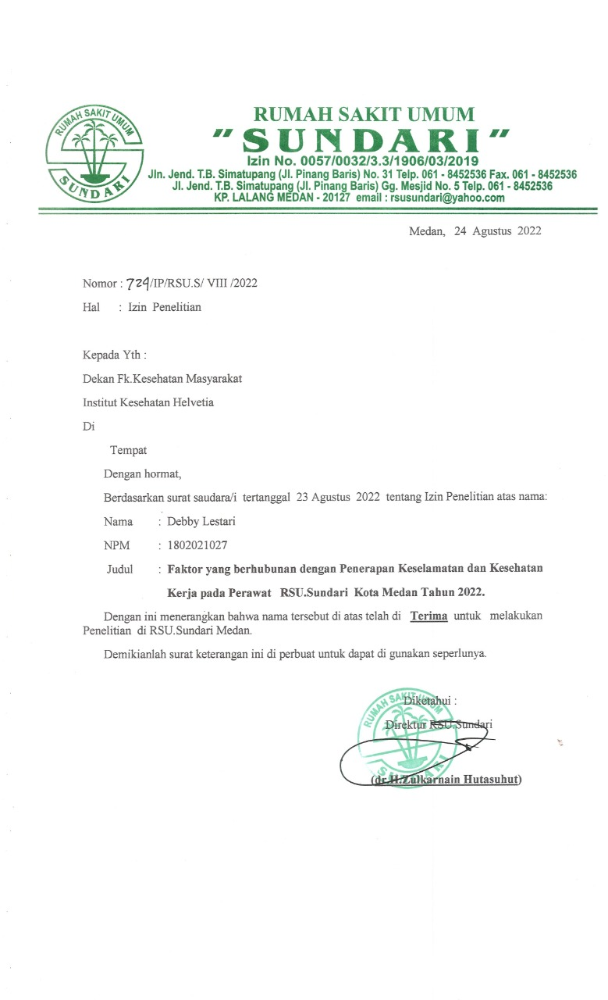 RUMAH SAKIT UMUM
SUNDARI
RUMAH SAKIT UMUM
"SUNDARI"
Izin No. 0057/0032/3.3/1906/03/2019
Jln. Jend. T.B. Simatupang (Jl. Pinang Baris) No. 31 Telp. 061 - 8452536 Fax. 061 - 8452536
Jl. Jend. T.B. Simatupang (Jl. Pinang Baris) Gg. Mesjid No. 5 Telp. 061 - 8452536
KP. LALANG MEDAN - 20127 email : rsusundari@yahoo.com
Medan, 24 Agustus 2022
Nomor : 729/IP/RSU.S/ VIII /2022
Hal : Izin Penelitian
Kepada Yth :
Dekan Fk.Kesehatan Masyarakat
Institut Kesehatan Helvetia
Di
Tempat
Dengan hormat,
Berdasarkan surat saudara/i tertanggal 23 Agustus 2022 tentang Izin Penelitian atas nama:
Nama : Debby Lestari
NPM : 1802021027
Judul : Faktor yang berhubunan dengan Penerapan Keselamatan dan Kesehatan
Kerja pada Perawat RSU.Sundari Kota Medan Tahun 2022.
Dengan ini menerangkan bahwa nama tersebut di atas telah di Terima untuk melakukan
Penelitian di RSU.Sundari Medan.
Demikianlah surat keterangan ini di perbuat untuk dapat di gunakan seperlunya.
Diketahui :
Direktur RSU.Sundari
RUMAH SAKIT UMUM
SUNDARI
(dr.H.Zulkarnain Hutasuhut)